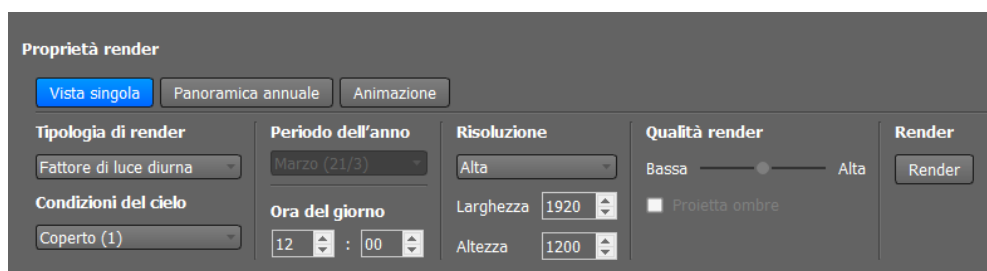 Proprietà render
Vista singola Panoramica annuale Animazione
Tipologia di render Periodo dell'anno Risoluzione Qualità render Render
Fattore di luce diurna Marzo (21/3) Alta Bassa Alta Render
Condizioni del cielo Ora del giorno Larghezza 1920 Proietta ombre
Coperto (1) 12 : 00 Altezza 1200